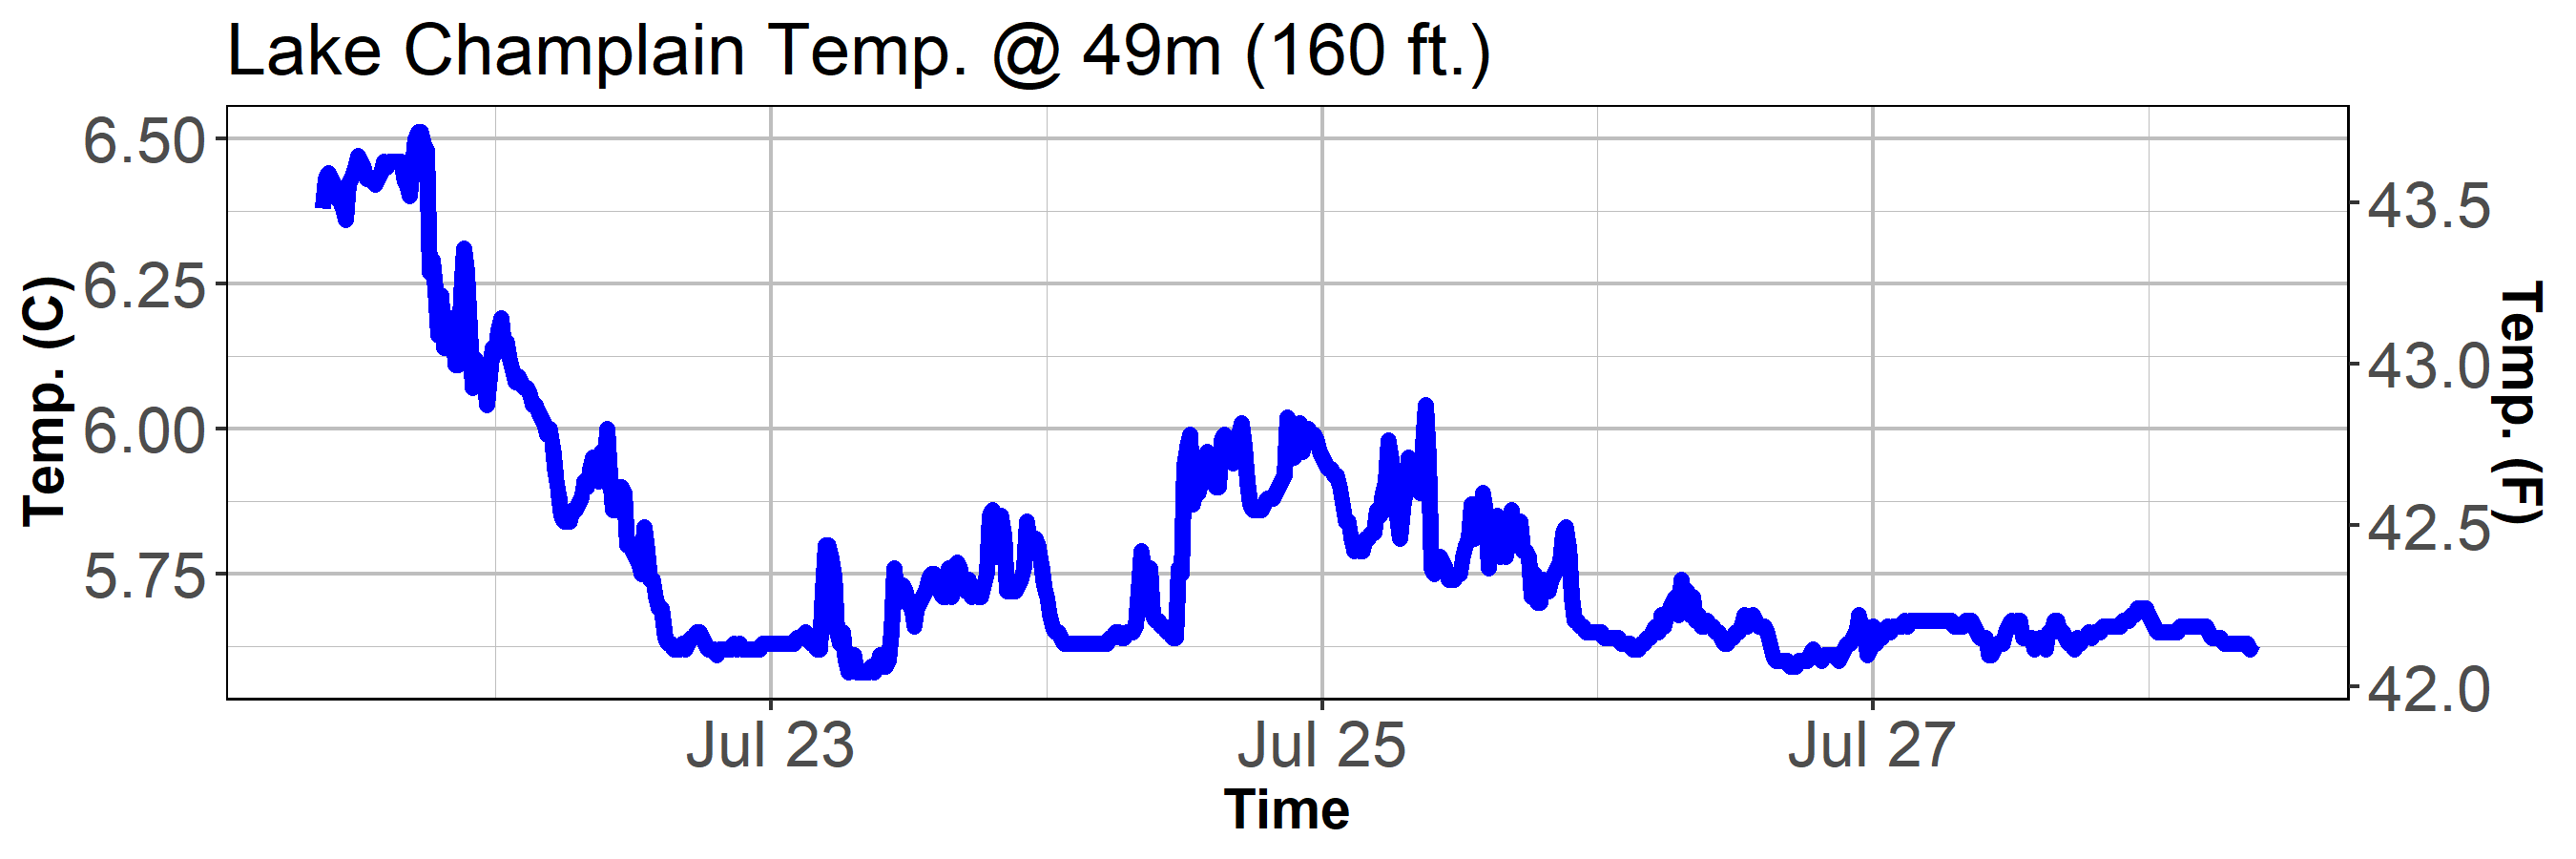 Lake Champlain Temp. @ 49m (160 ft.)
6.50
6.25
6.00
5.75
Temp. (C)
43.5
43.0
42.5
42.0
Temp. (F)
Jul 23 Jul 25 Jul 27
Time